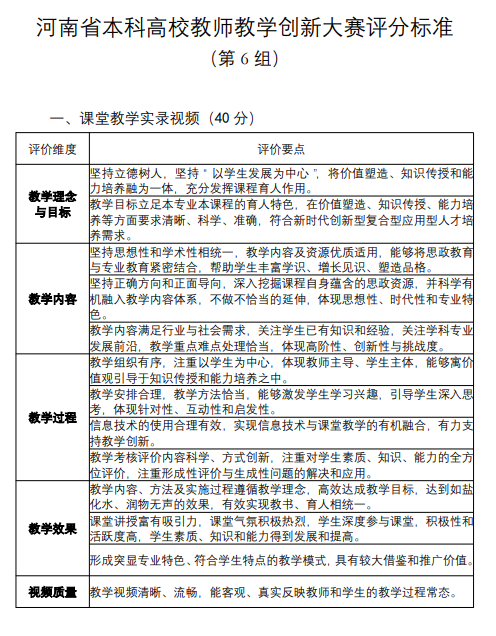 河南省本科高校教师教学创新大赛评分标准
（第 6 组）
一、课堂教学实录视频（40 分）
评价维度
评价要点
教学理念
与目标
坚持立德树人，坚持“以学生发展为中心”，将价值塑造、知识传授和能
力培养融为一体，充分发挥课程育人作用。
教学目标立足本专业本课程的育人特色，在价值塑造、知识传授、能力培
养等方面要求清晰、科学、准确，符合新时代创新型复合型应用型人才培
养需求。
教学内容
坚持思想性和学术性相统一，教学内容及资源优质适用，能够将思政教育
与专业教育紧密结合，帮助学生丰富学识、增长见识、塑造品格。
坚持正确方向和正面导向，深入挖掘课程自身蕴含的思政资源，并科学有
机融入教学内容体系，不做不恰当的延伸，体现思想性、时代性和专业特
色。
教学内容满足行业与社会需求，关注学生已有知识和经验，关注学科专业
发展前沿，教学重点难点处理恰当，体现高阶性、创新性与挑战度。
教学过程
教学组织有序，注重以学生为中心，体现教师主导、学生主体，能够寓价
值观引导于知识传授和能力培养之中。
教学安排合理，教学方法恰当，能够激发学生学习兴趣，引导学生深入思
考，体现针对性、互动性和启发性。
信息技术的使用合理有效，实现信息技术与课堂教学的有机融合，有力支
持教学创新。
教学考核评价内容科学、方式创新，注重对学生素质、知识、能力的全方
位评价，注重形成性评价与生成性问题的解决和应用。
教学效果
教学内容、方法及实施过程遵循教学理念，高效达成教学目标，达到如盐
化水、润物无声的效果，有效实现教书、育人相统一。
课堂讲授富有吸引力，课堂气氛积极热烈，学生深度参与课堂，积极性和
活跃度高，学生素质、知识和能力得到发展和提高。
形成突显专业特色、符合学生特点的教学模式，具有较大借鉴和推广价值。
视频质量
教学视频清晰、流畅，能客观、真实反映教师和学生的教学过程常态。